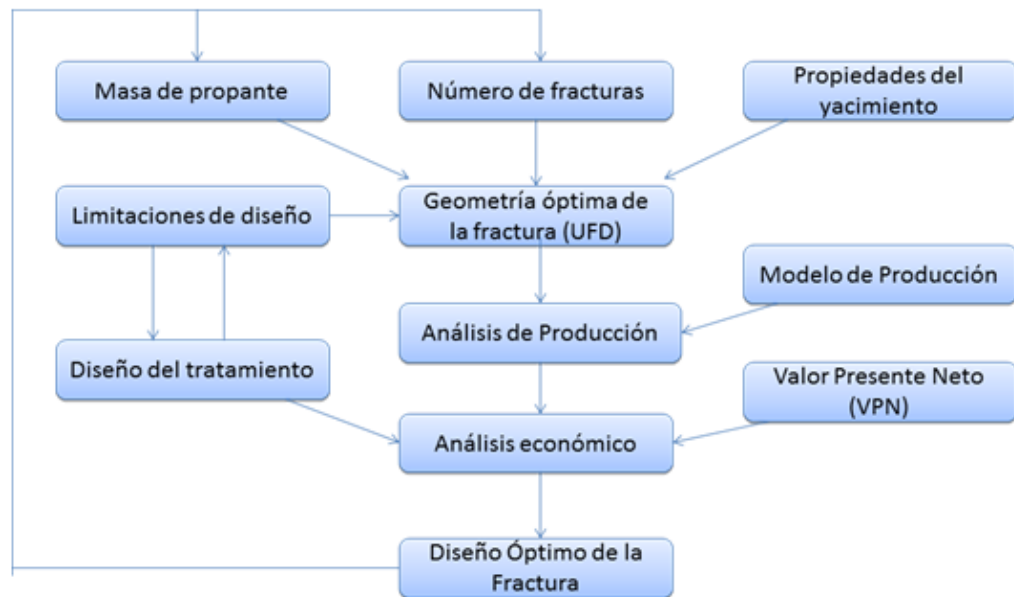 Masa de propante
Número de fracturas
Propiedades del
yacimiento
Limitaciones de diseño
Geometría óptima de
la fractura (UFD)
Modelo de Producción
Análisis de Producción
Diseño del tratamiento
Valor Presente Neto
(VPN)
Análisis económico
Diseño Óptimo de la
Fractura